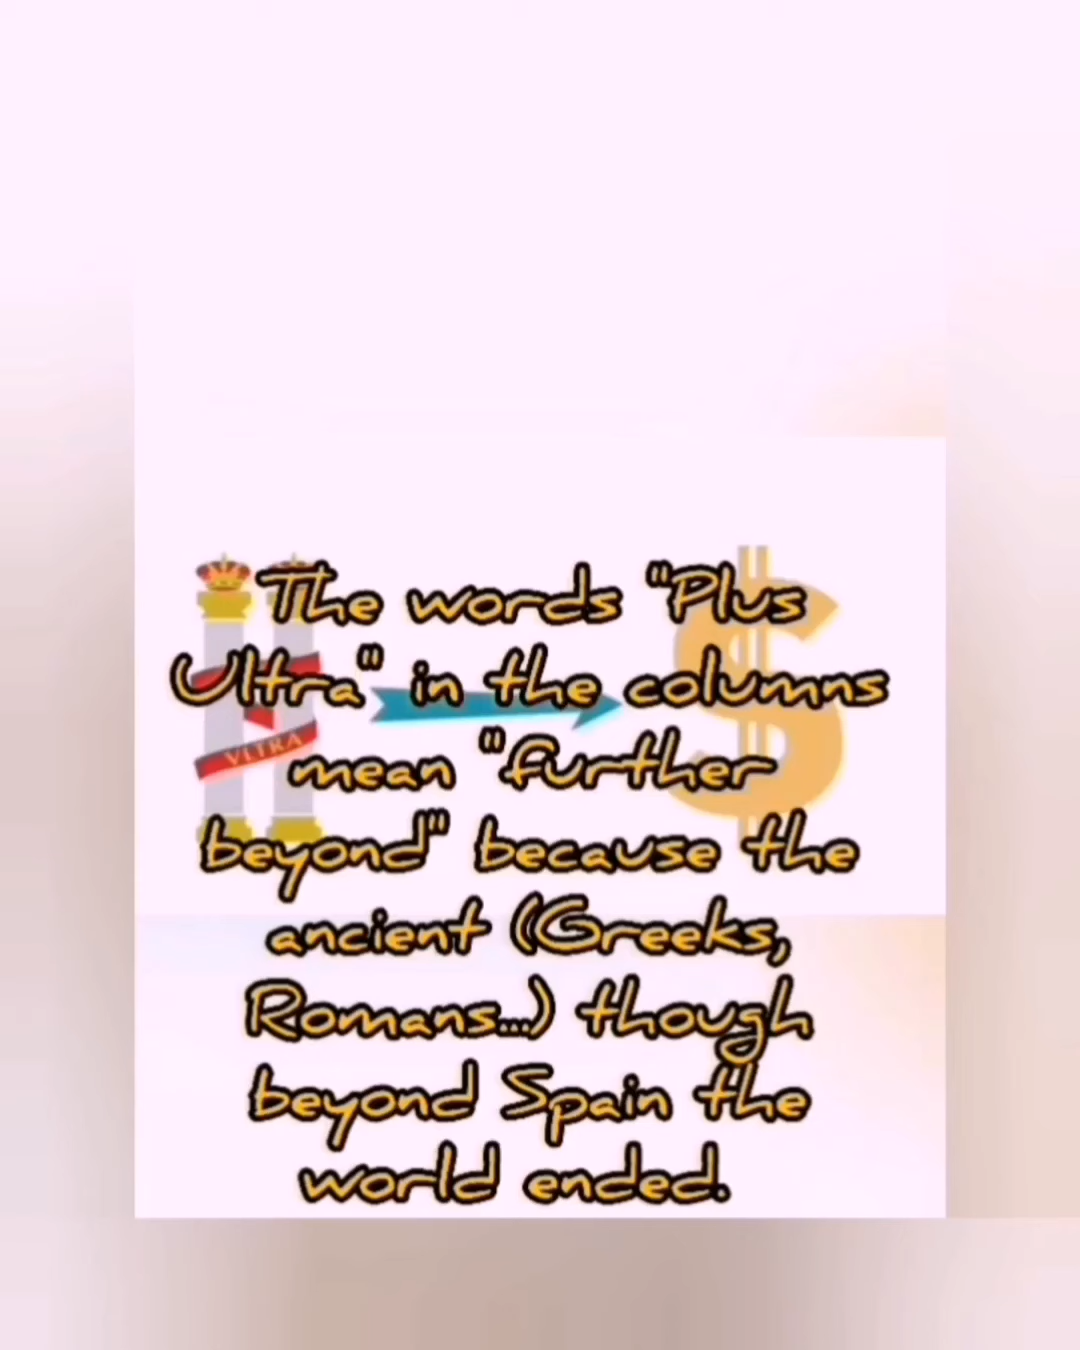 The words "Plus
Ultra" in the columns
mean "further
beyond" because the
ancient (Greeks,
Romans...) though
beyond Spain the
world ended.
VLTRA